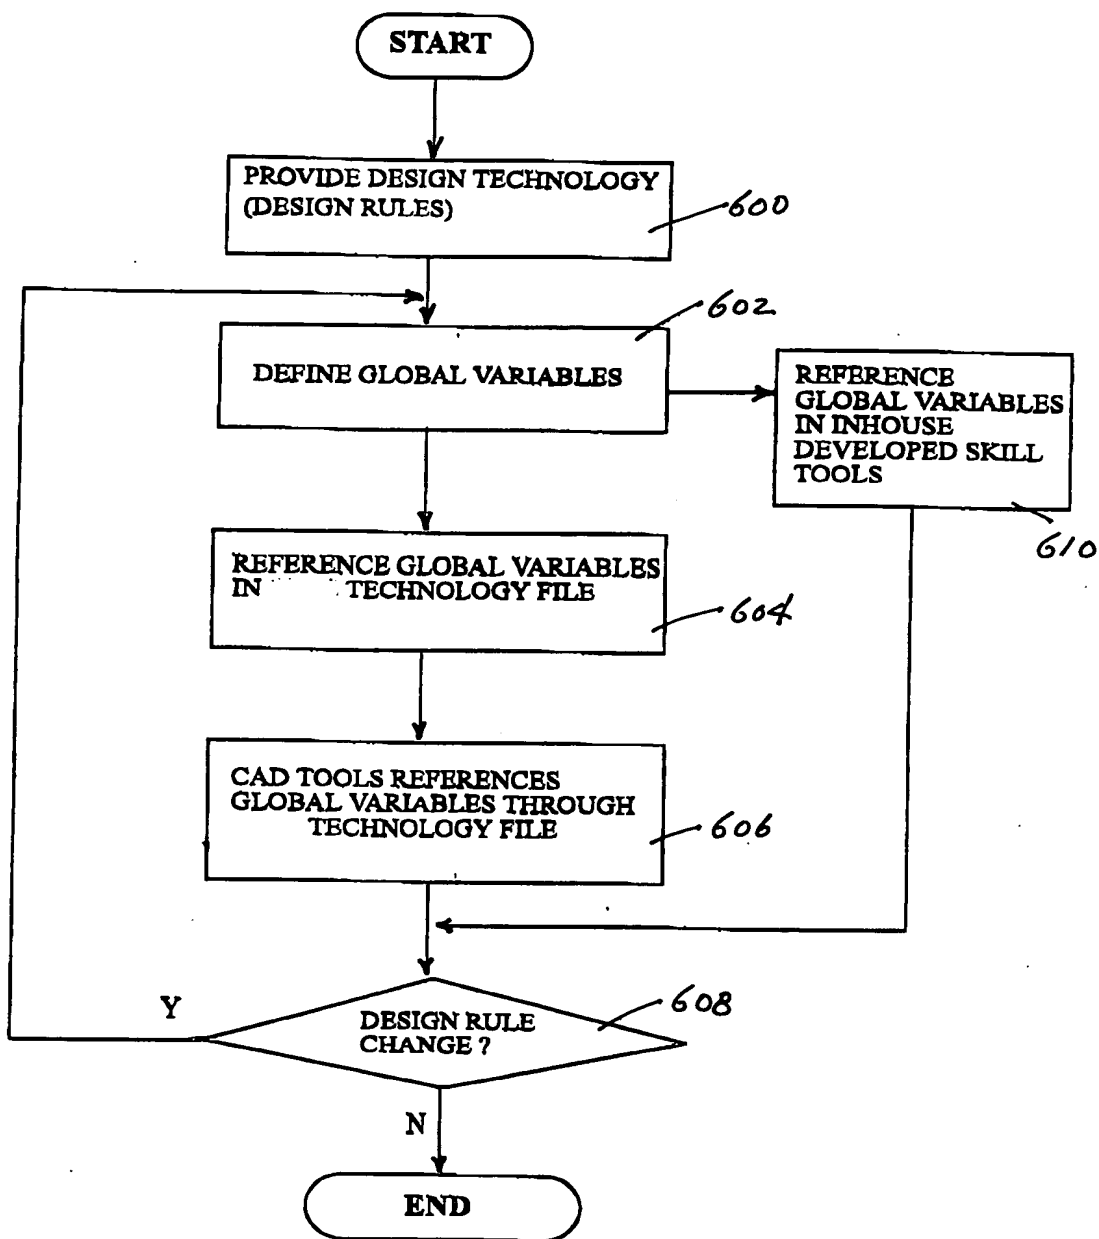 START
PROVIDE DESIGN TECHNOLOGY
(DESIGN RULES)
600
602
DEFINE GLOBAL VARIABLES
REFERENCE
GLOBAL VARIABLES
IN INHOUSE
DEVELOPED SKILL
TOOLS
610
REFERENCE GLOBAL VARIABLES
IN TECHNOLOGY FILE
604
CAD TOOLS REFERENCES
GLOBAL VARIABLES THROUGH
TECHNOLOGY FILE
606
Y
608
DESIGN RULE
CHANGE ?
N
END